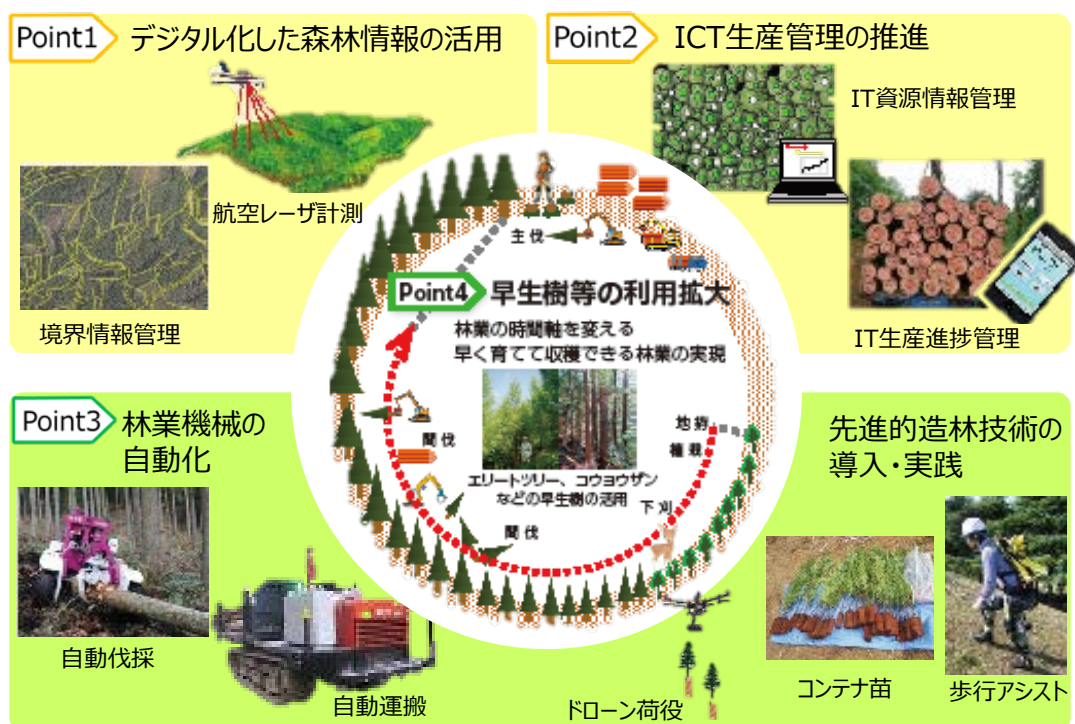 Point1 デジタル化した森林情報の活用
航空レーザ計測
境界情報管理
Point2 ICT生産管理の推進
IT資源情報管理
IT生産進捗管理
主伐
Point4 早生樹等の利用拡大
林業の時間軸を変える
早く育てて収穫できる林業の実現
地拵
植栽
下刈
間伐
間伐
エリートツリー、コウヨウザン
などの早生樹の活用
Point3 林業機械の
自動化
自動伐採
自動運搬
ドローン荷役
先進的造林技術の
導入・実践
コンテナ苗
歩行アシスト